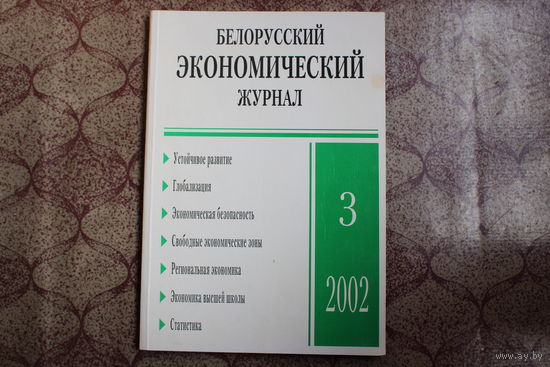 БЕЛОРУССКИЙ
ЭКОНОМИЧЕСКИЙ
ЖУРНАЛ
Устойчивое развитие
Глобализация
Экономическая безопасность
Свободные экономические зоны
Региональная экономика
Экономика высшей школы
Статистика
3
2002
www.ay.by